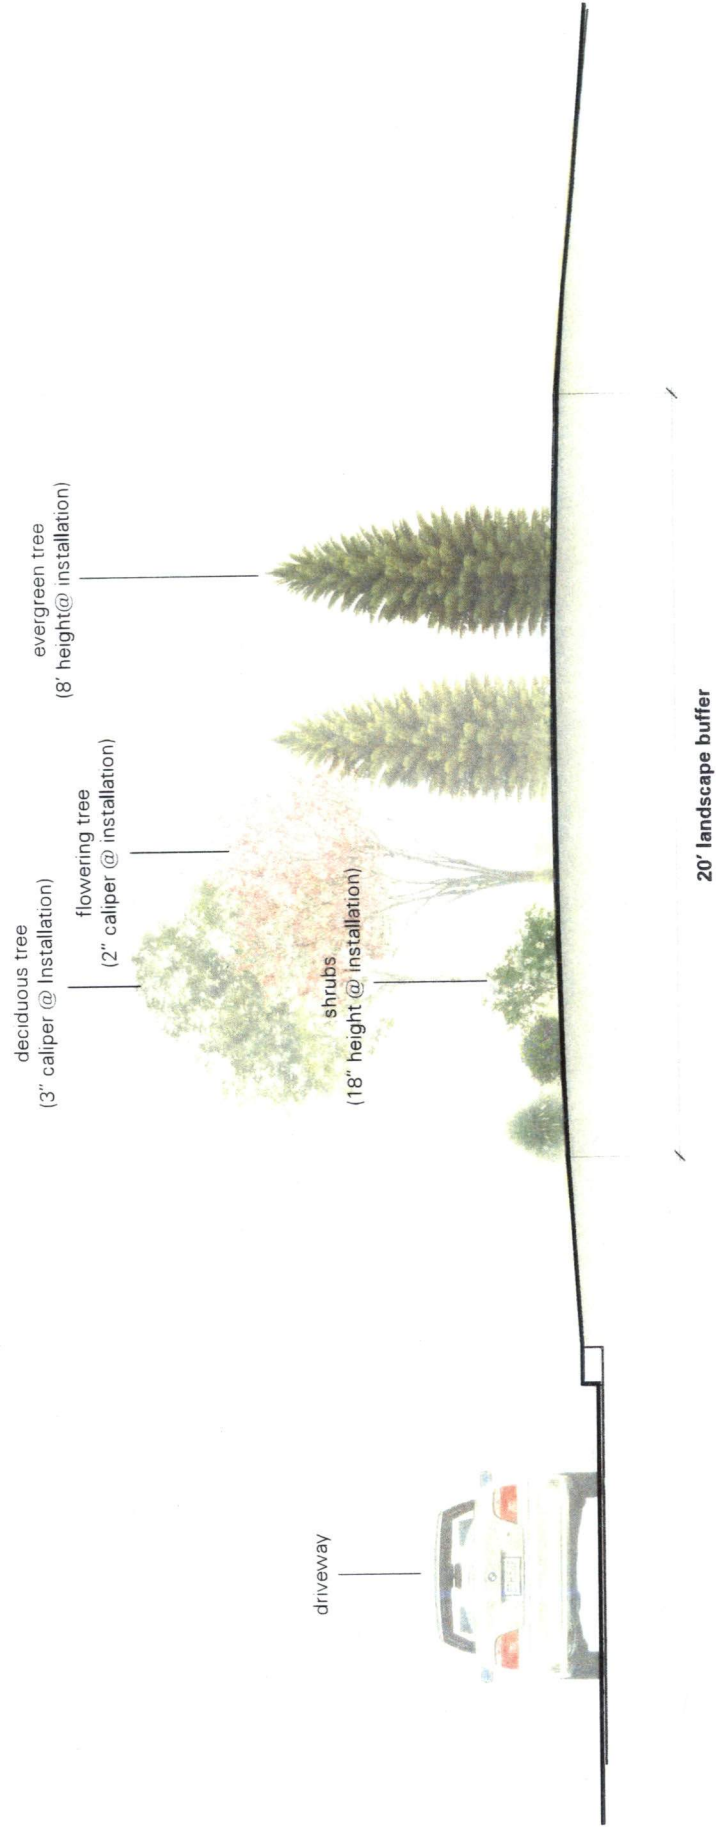 deciduous tree
(3" caliper @ Installation)
flowering tree
(2" caliper @ installation)
evergreen tree
(8' height@ installation)
shrubs
(18" height @ installation)
driveway
20' landscape buffer